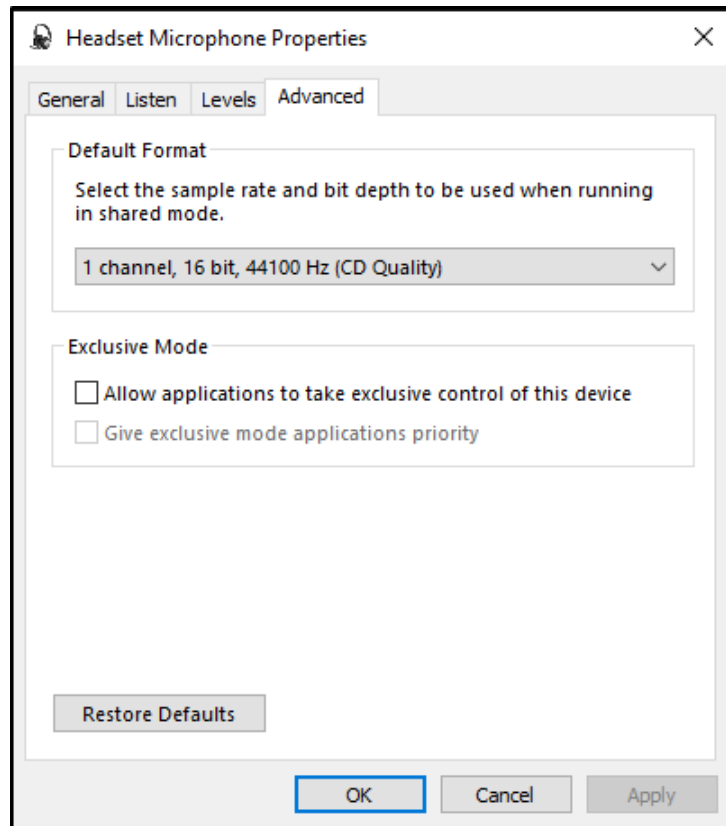 Headset Microphone Properties
General Listen Levels Advanced
Default Format
Select the sample rate and bit depth to be used when running
in shared mode.
1 channel, 16 bit, 44100 Hz (CD Quality)
Exclusive Mode
Allow applications to take exclusive control of this device
Give exclusive mode applications priority
Restore Defaults
OK Cancel Apply